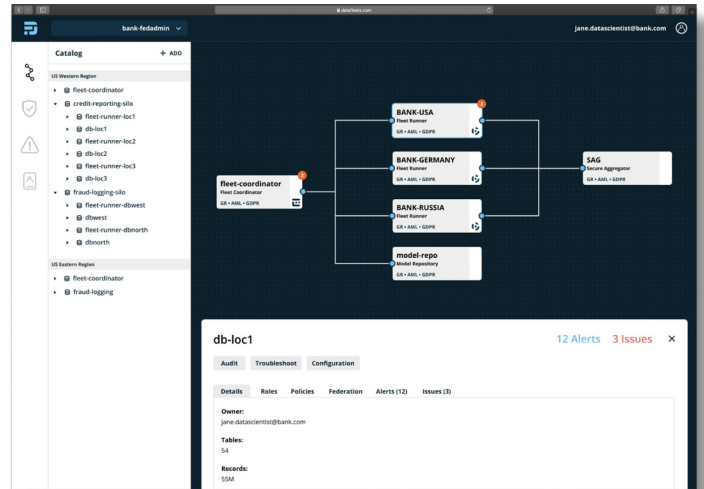 datafleets.com
bank-fedadmin
jane.datascientist@bank.com
Catalog
+ ADD
US Western Region
fleet-coordinator
credit-reporting-silo
fleet-runner-loc1
db-loc1
fleet-runner-loc2
db-loc2
fleet-runner-loc3
db-loc3
fraud-logging-silo
fleet-runner-dbwest
dbwest
fleet-runner-dbnorth
dbnorth
US Eastern Region
fleet-coordinator
fraud-logging
2
fleet-coordinator
Fleet Coordinator
GR • AML • GDPR
BANK-USA
Fleet Runner
GR • AML • GDPR
BANK-GERMANY
Fleet Runner
GR • AML • GDPR
BANK-RUSSIA
Fleet Runner
GR • AML • GDPR
model-repo
Model Repository
GR • AML • GDPR
SAG
Secure Aggregator
GR • AML • GDPR
db-loc1
12 Alerts 3 Issues
Audit Troubleshoot Configuration
Details Roles Policies Federation Alerts (12) Issues (3)
Owner:
jane.datascientist@bank.com
Tables:
54
Records:
55M